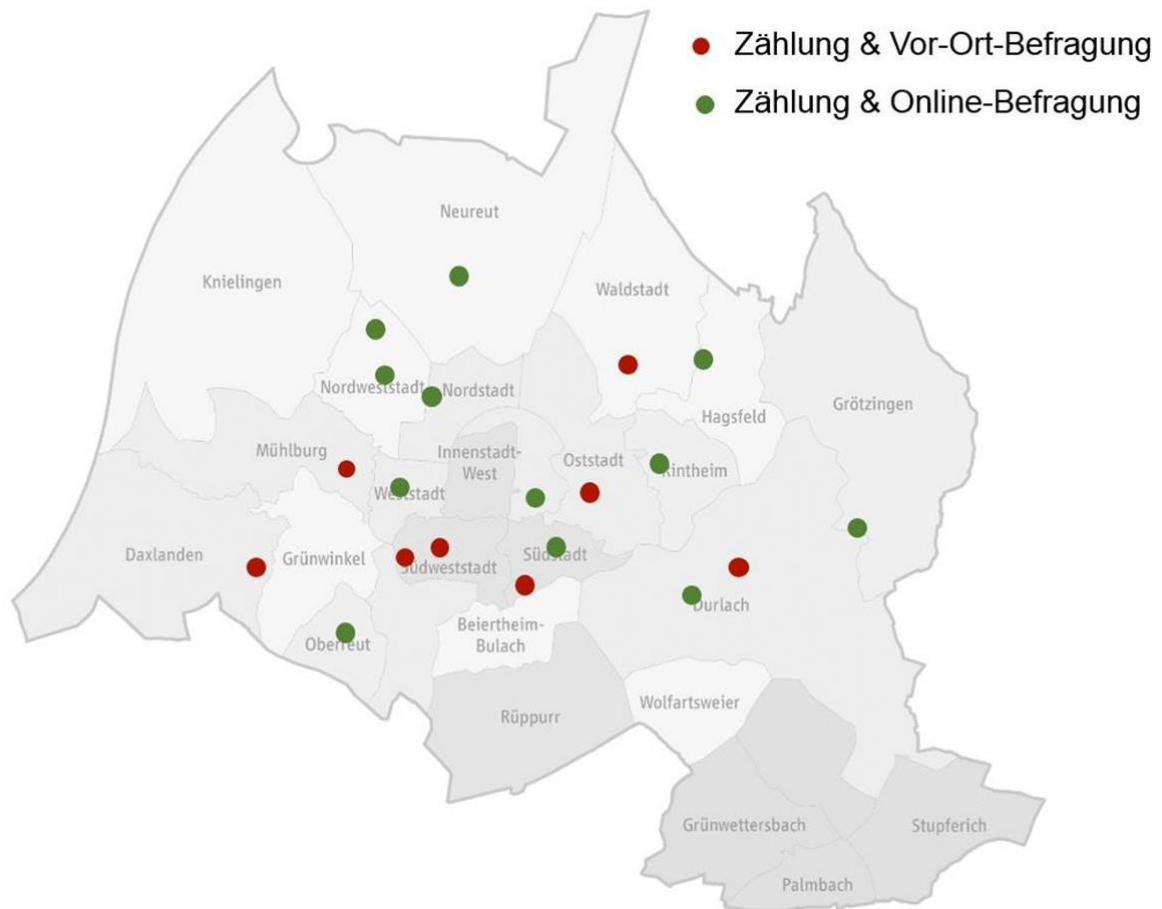 Zählung & Vor-Ort-Befragung
Zählung & Online-Befragung
Neureut
Knielingen
Waldstadt
Nordweststadt
Nordstadt
Hagsfeld
Grötzingen
Mühlburg
Innenstadt-
West
Oststadt
Rintheim
Weststadt
Daxlanden
Grünwinkel
Südweststadt
Südstadt
Durlach
Oberreut
Beiertheim-
Bulach
Rüppurr
Wolfartsweier
Grünwettersbach
Stupferich
Palmbach